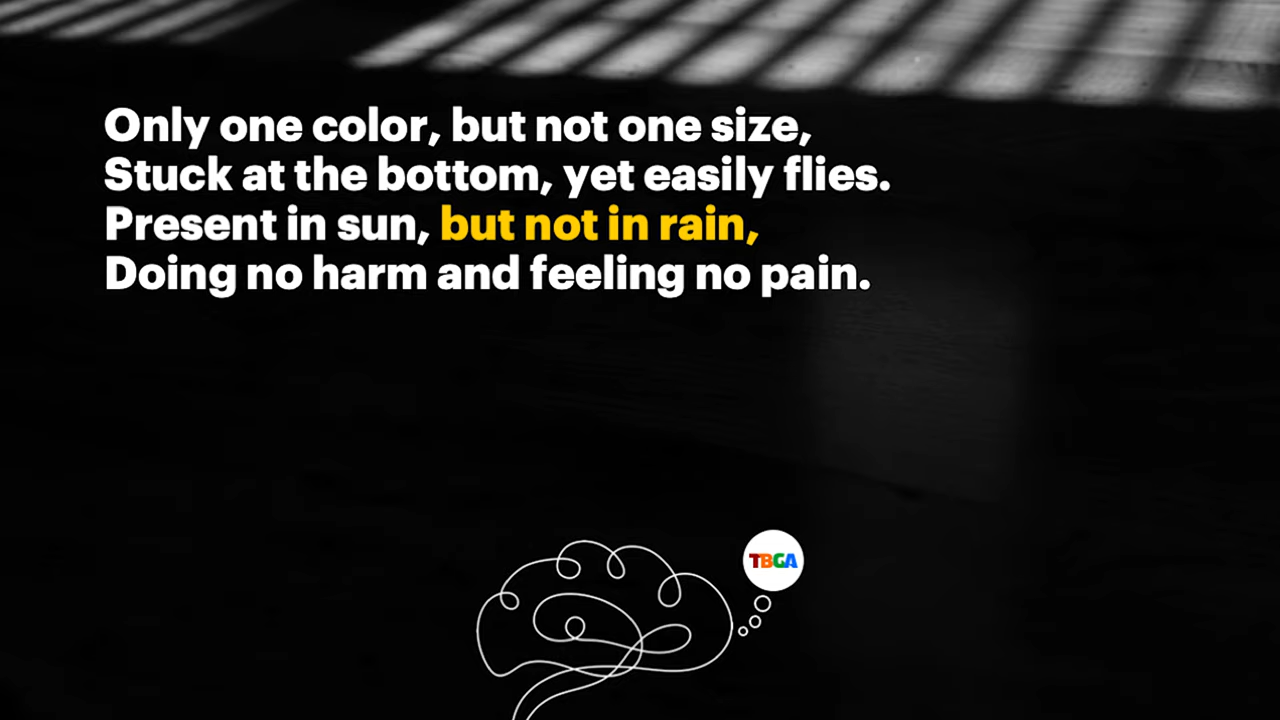 Only one color, but not one size,
Stuck at the bottom, yet easily flies.
Present in sun, but not in rain,
Doing no harm and feeling no pain.
TBGA